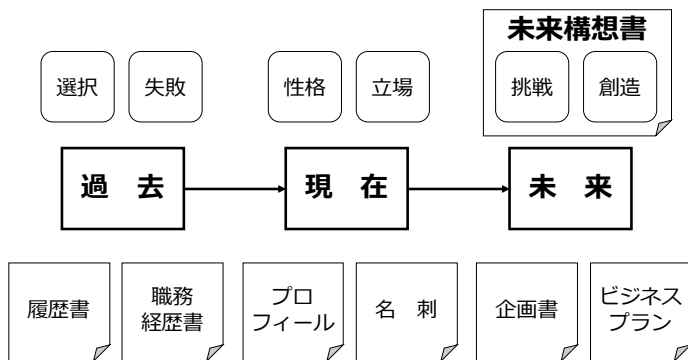 未来構想書
選択
失敗
性格
立場
挑戦
創造
過　去
現　在
未　来
履歴書
職務
経歴書
プロ
フィール
名　刺
企画書
ビジネス
プラン